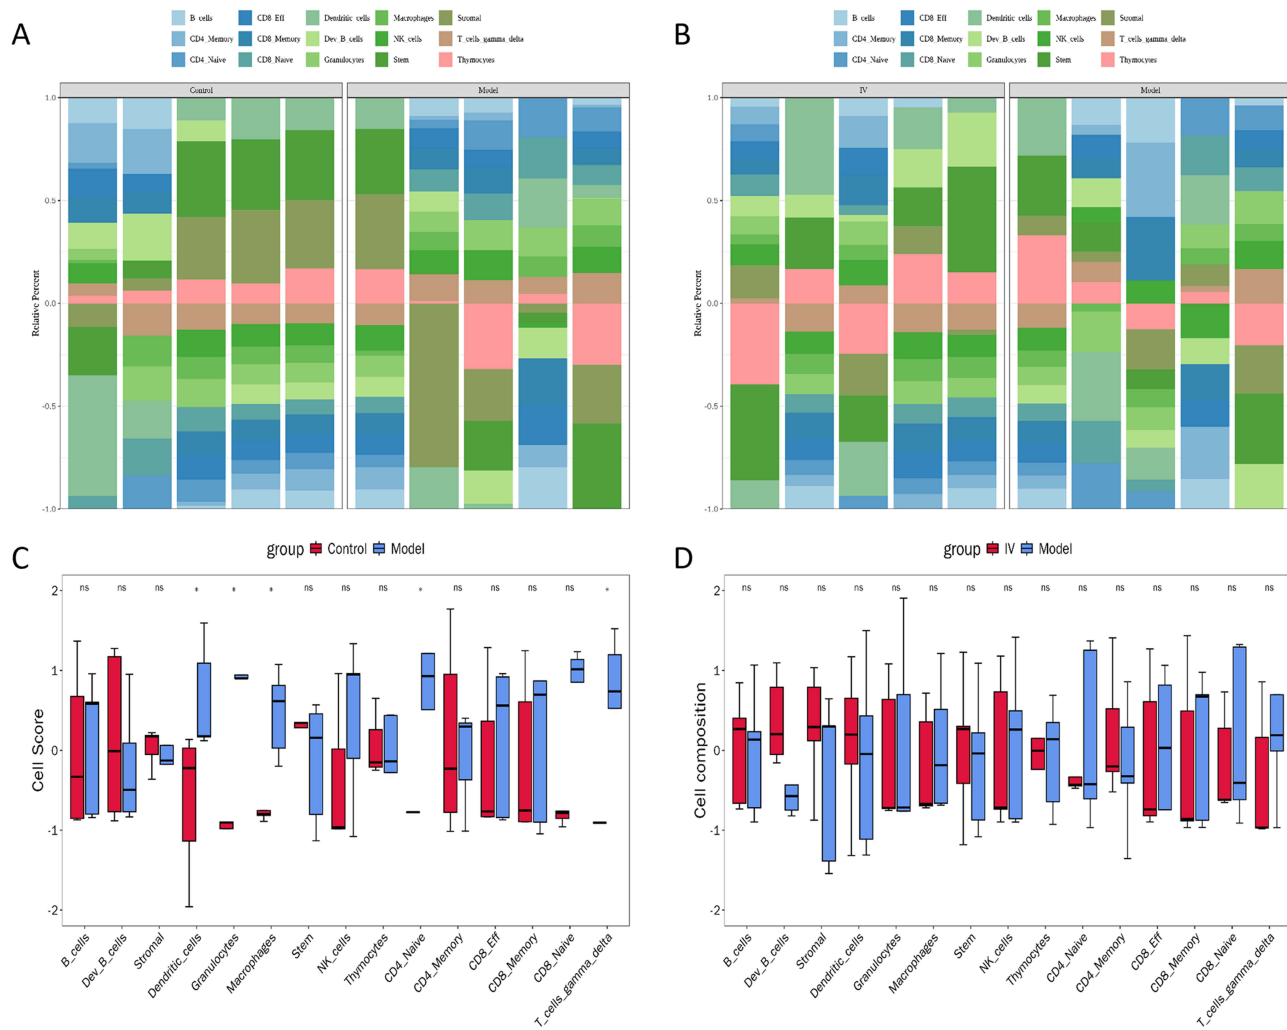 A
B_cells
CD8_Eff
Dendritic_cells
Macrophages
Stromal
CD4_Memory
CD8_Memory
Dev_B_cells
NK_cells
T_cells_gamma_delta
CD4_Naive
CD8_Naive
Granulocytes
Stem
Thymocytes
Control
Model
Relative Percent
1.0
0.5
0.0
-0.5
-1.0
B
B_cells
CD8_Eff
Dendritic_cells
Macrophages
Stromal
CD4_Memory
CD8_Memory
Dev_B_cells
NK_cells
T_cells_gamma_delta
CD4_Naive
CD8_Naive
Granulocytes
Stem
Thymocytes
IV
Model
Relative Percent
1.0
0.5
0.0
-0.5
-1.0
C
group Control Model
Cell Score
2
1
0
-1
-2
ns ns ns * * * ns ns ns * ns ns ns ns *
B_cells
Dev_B_cells
Stromal
Dendritic_cells
Granulocytes
Macrophages
Stem
NK_cells
Thymocytes
CD4_Naive
CD4_Memory
CD8_Eff
CD8_Memory
CD8_Naive
T_cells_gamma_delta
D
group IV Model
Cell composition
2
1
0
-1
-2
ns ns ns ns ns ns ns ns ns ns ns ns ns ns ns
B_cells
Dev_B_cells
Stromal
Dendritic_cells
Granulocytes
Macrophages
Stem
NK_cells
Thymocytes
CD4_Naive
CD4_Memory
CD8_Eff
CD8_Memory
CD8_Naive
T_cells_gamma_delta